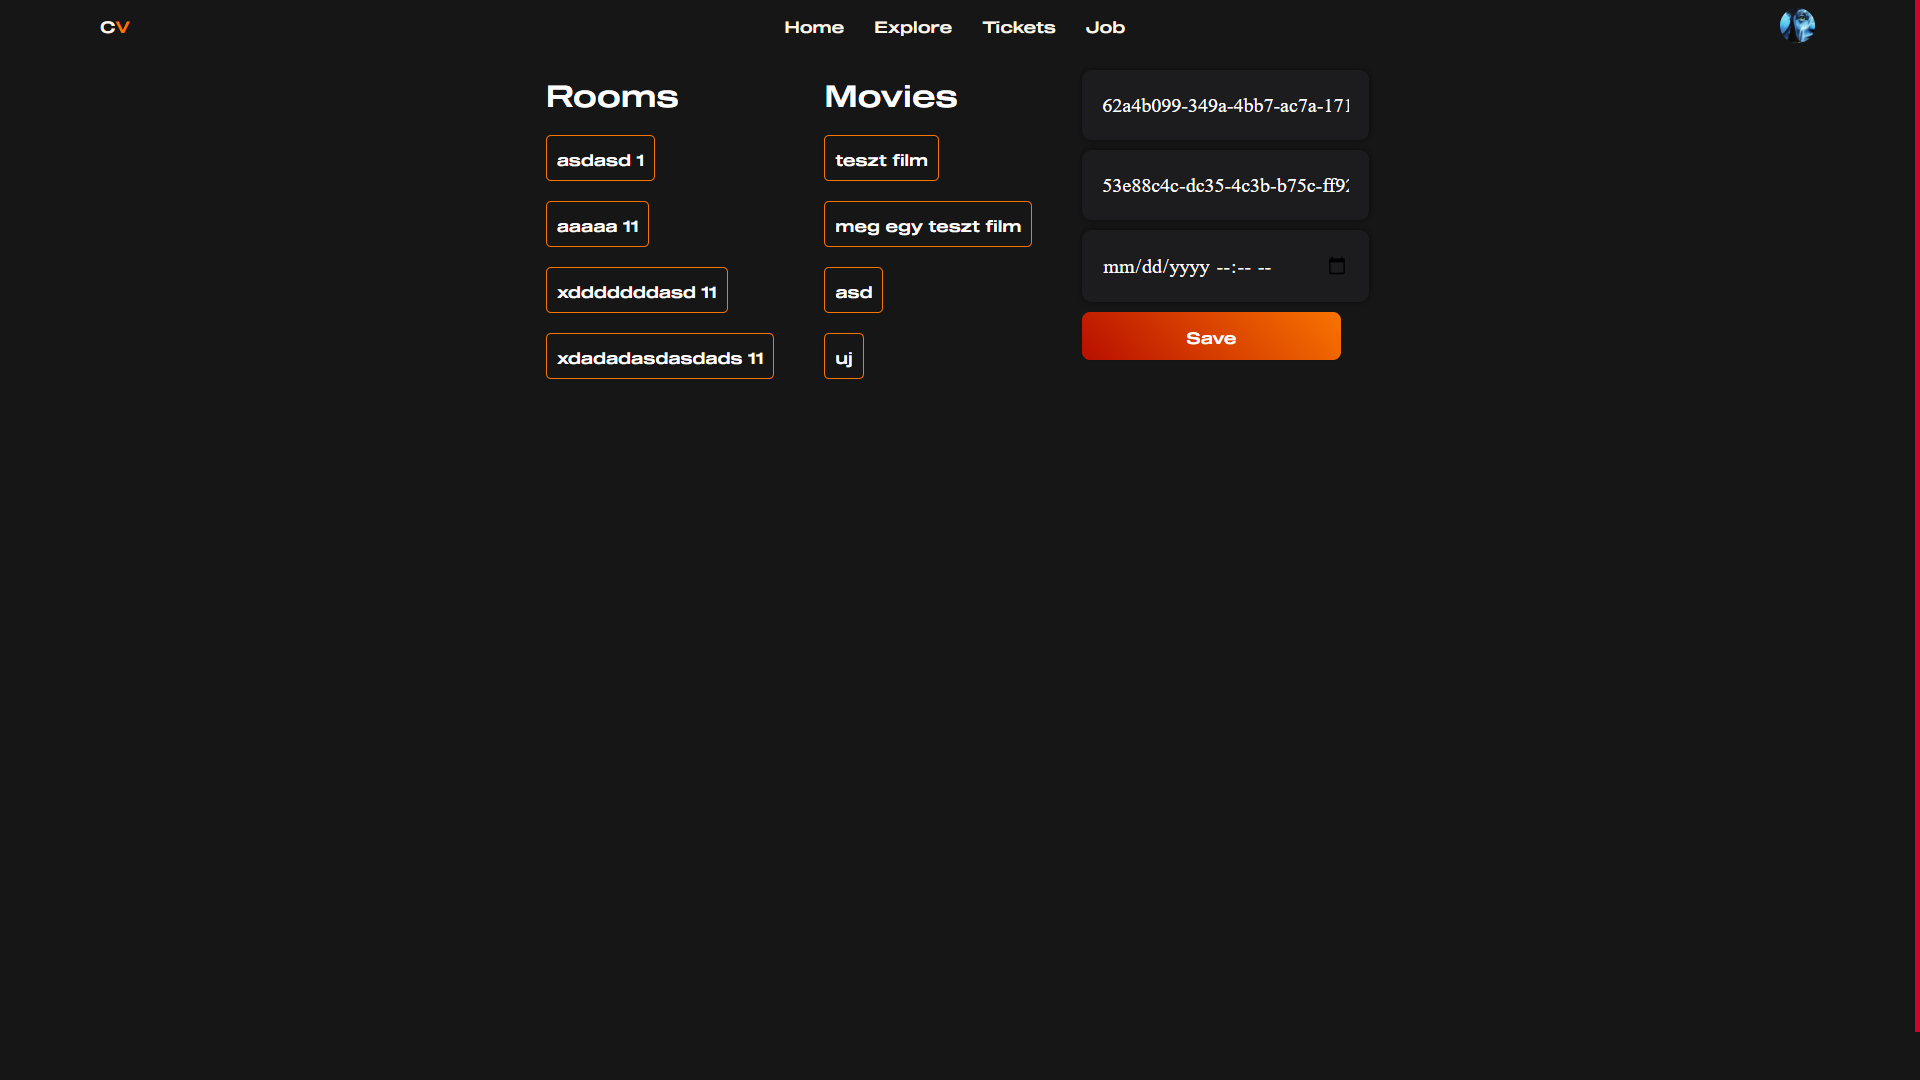 CV
Home Explore Tickets Job
Rooms
asdasd 1
aaaaa 11
xdddddddasd 11
xdadadasdasdads 11
Movies
teszt film
meg egy teszt film
asd
uj
62a4b099-349a-4bb7-ac7a-171
53e88c4c-dc35-4c3b-b75c-ff92
mm/dd/yyyy --:-- --
Save